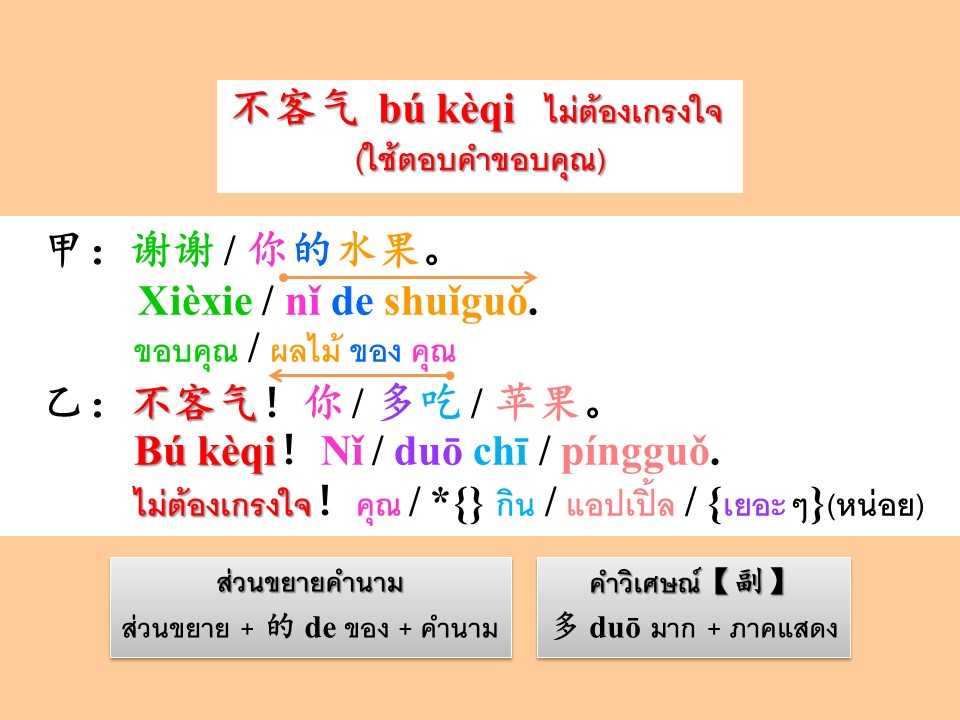 不客气 bú kèqi ไม่ต้องเกรงใจ
(ใช้ตอบคำขอบคุณ)
甲：谢谢 / 你的水果。
Xièxie / nǐ de shuǐguǒ.
ขอบคุณ / ผลไม้ ของ คุณ
乙：不客气！你 / 多吃 / 苹果。
Bú kèqi！ Nǐ / duō chī / píngguǒ.
ไม่ต้องเกรงใจ！ คุณ / *{} กิน / แอปเปิ้ล / {เยอะๆ}(หน่อย)
ส่วนขยายคำนาม
ส่วนขยาย + 的 de ของ + คำนาม
คำวิเศษณ์【副】
多 duō มาก + ภาคแสดง